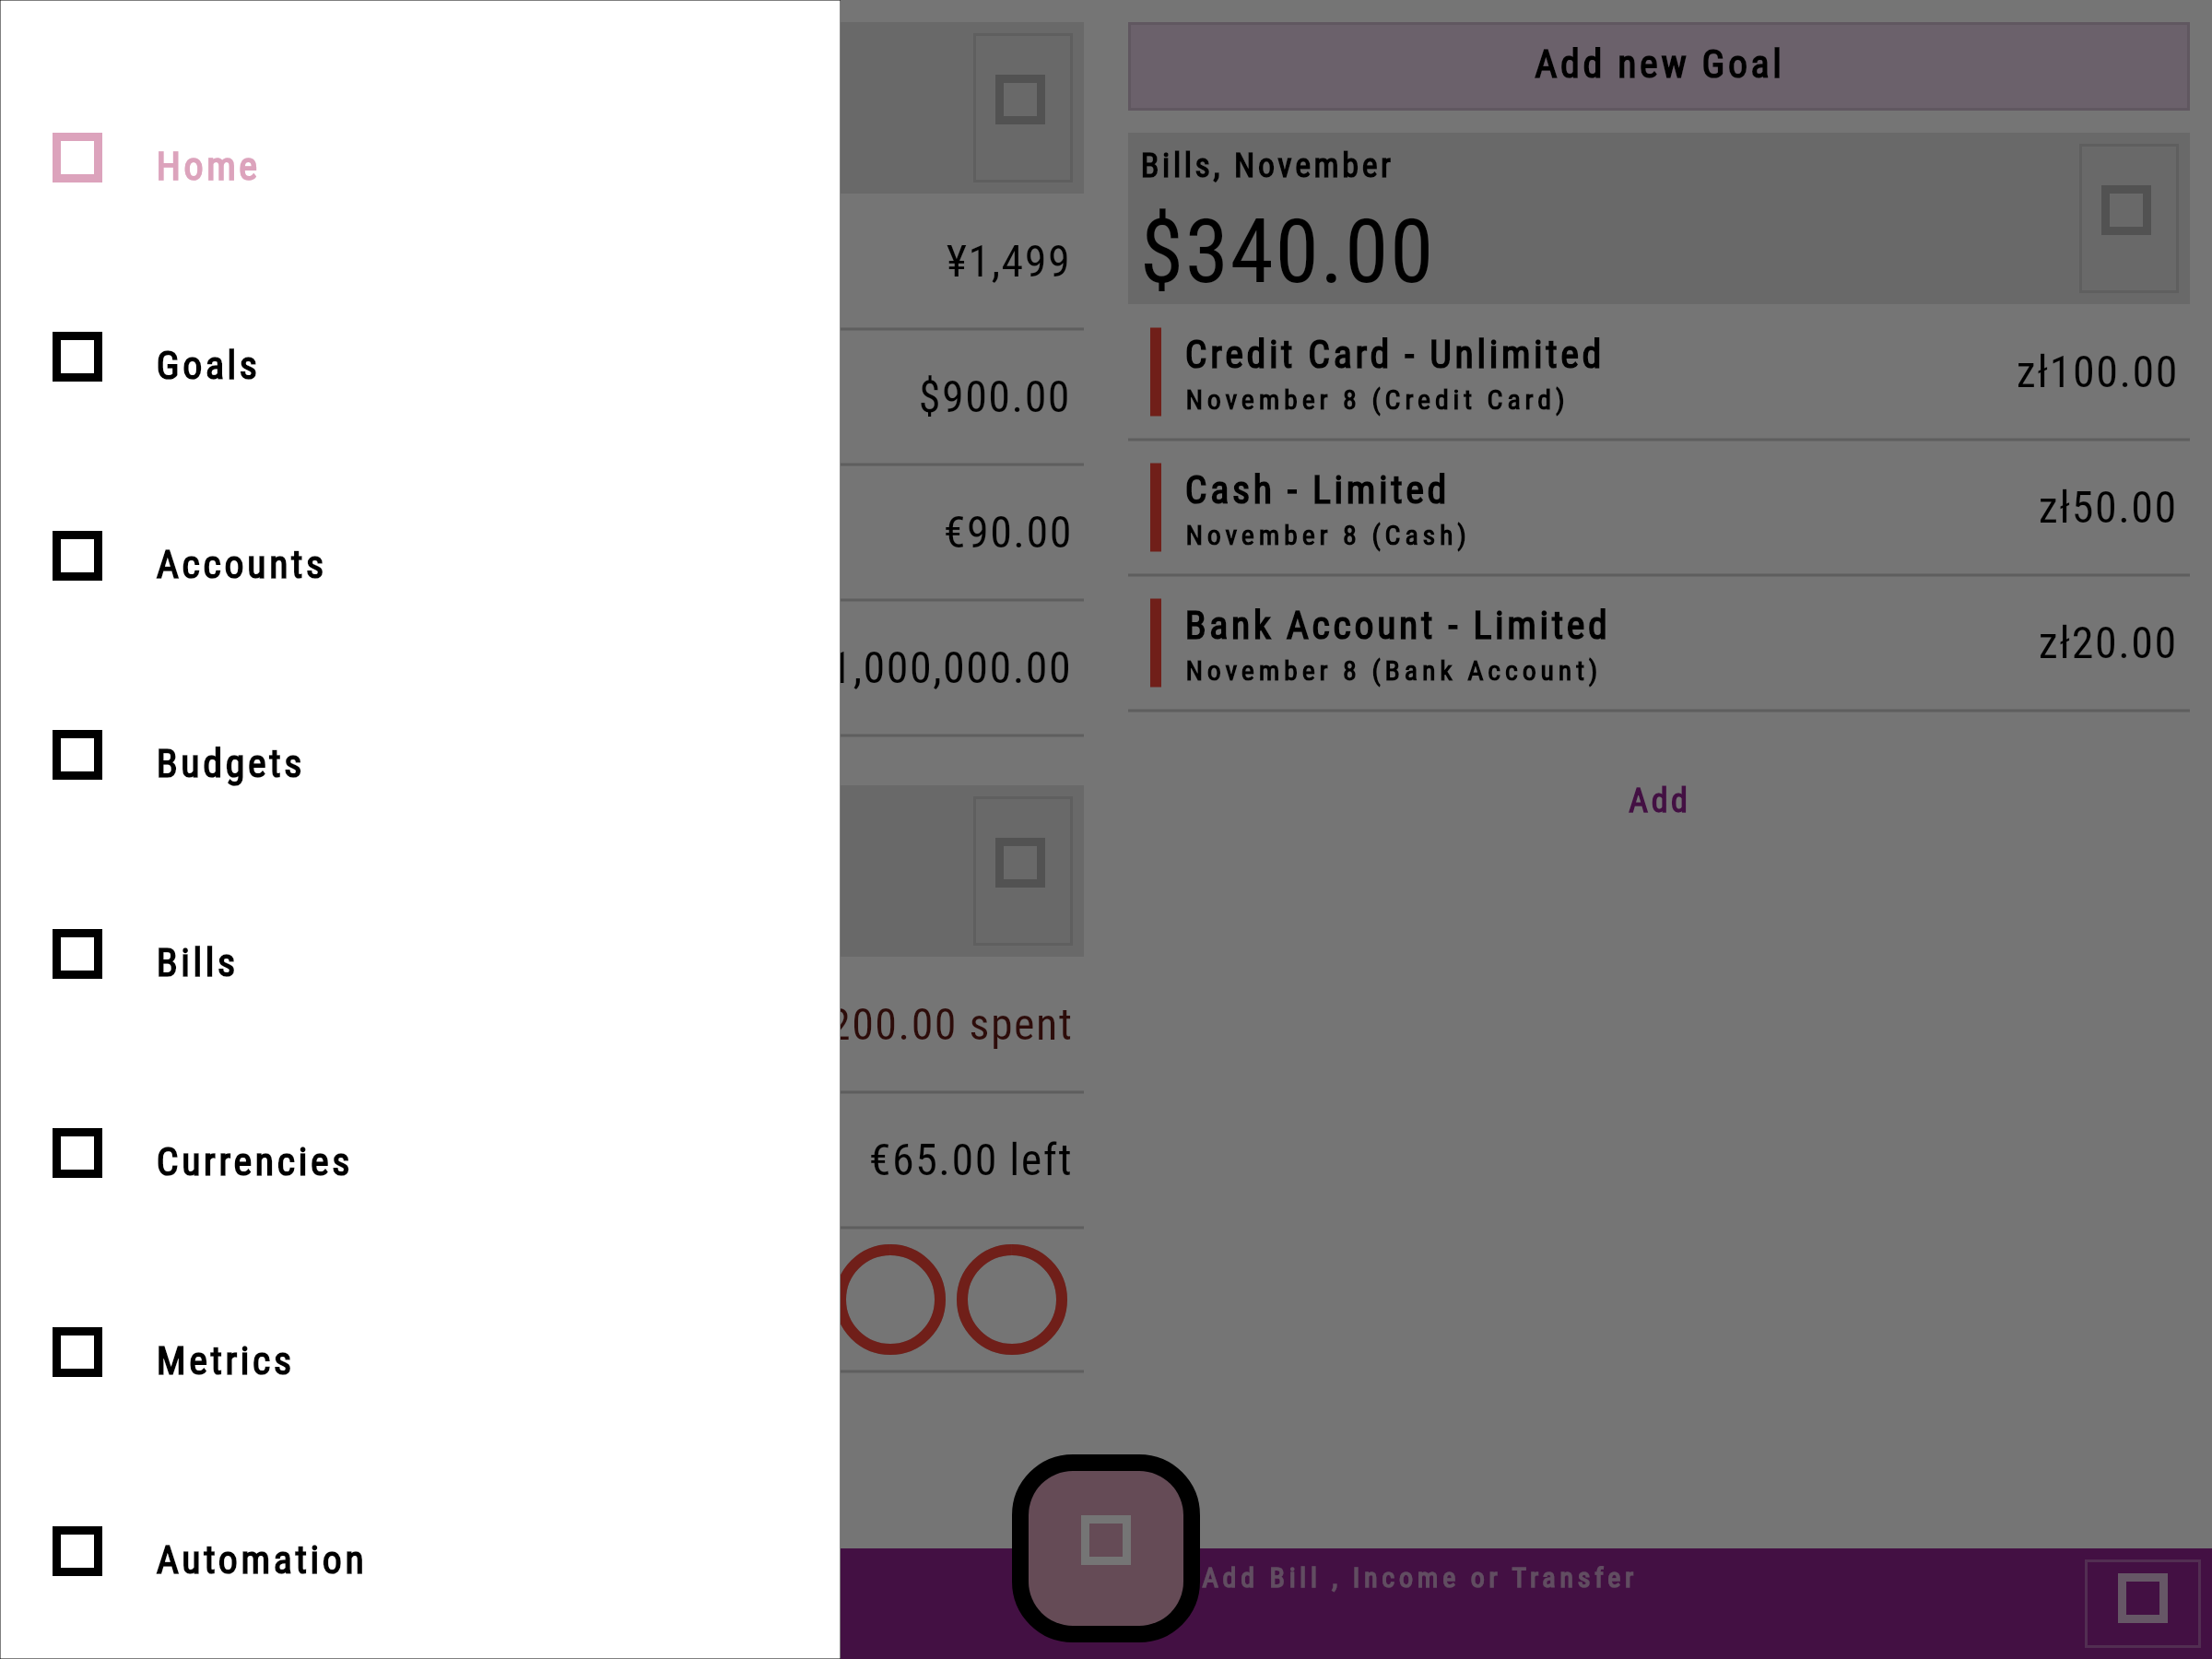 Home
Goals
Accounts
Budgets
Bills
Currencies
Metrics
Automation
¥1,499
$900.00
€90.00
1,000,000.00
200.00 spent
€65.00 left
Add new Goal
Bills, November
$340.00
Credit Card - Unlimited
November 8 (Credit Card)
zł100.00
Cash - Limited
November 8 (Cash)
zł50.00
Bank Account - Limited
November 8 (Bank Account)
zł20.00
Add
Add Bill , Income or Transfer